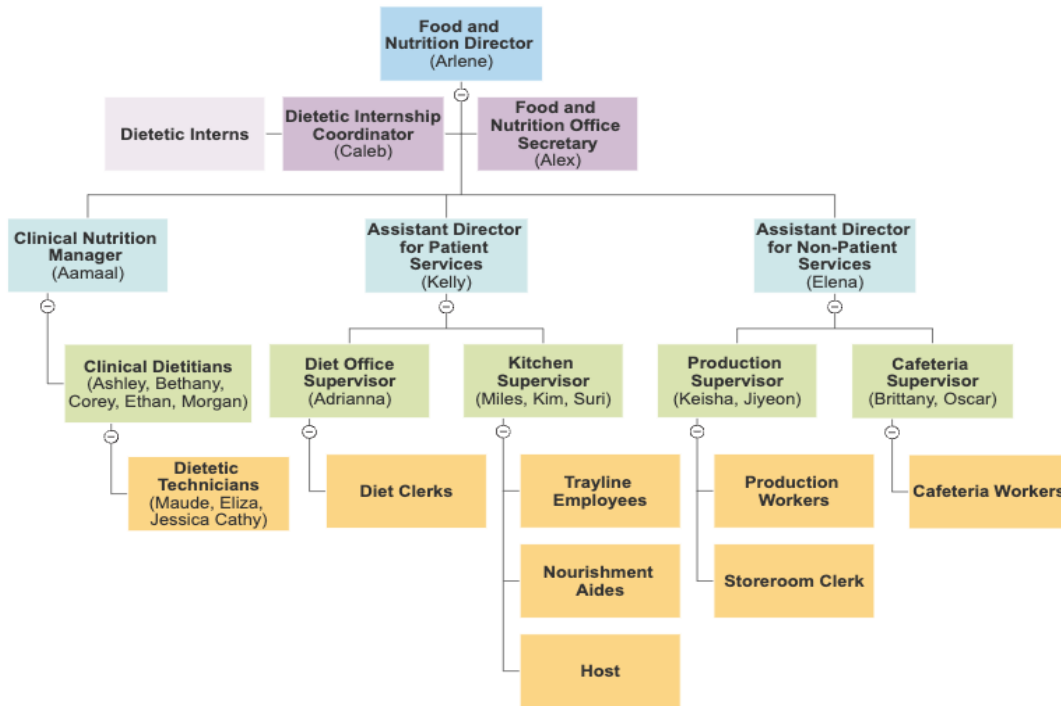 Food and
Nutrition Director
(Arlene)
Dietetic Interns
Dietetic Internship
Coordinator
(Caleb)
Food and
Nutrition Office
Secretary
(Alex)
Clinical Nutrition
Manager
(Aamaal)
Assistant Director
for Patient
Services
(Kelly)
Assistant Director
for Non-Patient
Services
(Elena)
Clinical Dietitians
(Ashley, Bethany,
Corey, Ethan, Morgan)
Diet Office
Supervisor
(Adrianna)
Kitchen
Supervisor
(Miles, Kim, Suri)
Production
Supervisor
(Keisha, Jiyeon)
Cafeteria
Supervisor
(Brittany, Oscar)
Dietetic
Technicians
(Maude, Eliza,
Jessica Cathy)
Diet Clerks
Trayline
Employees
Production
Workers
Cafeteria Workers
Nourishment
Aides
Storeroom Clerk
Host